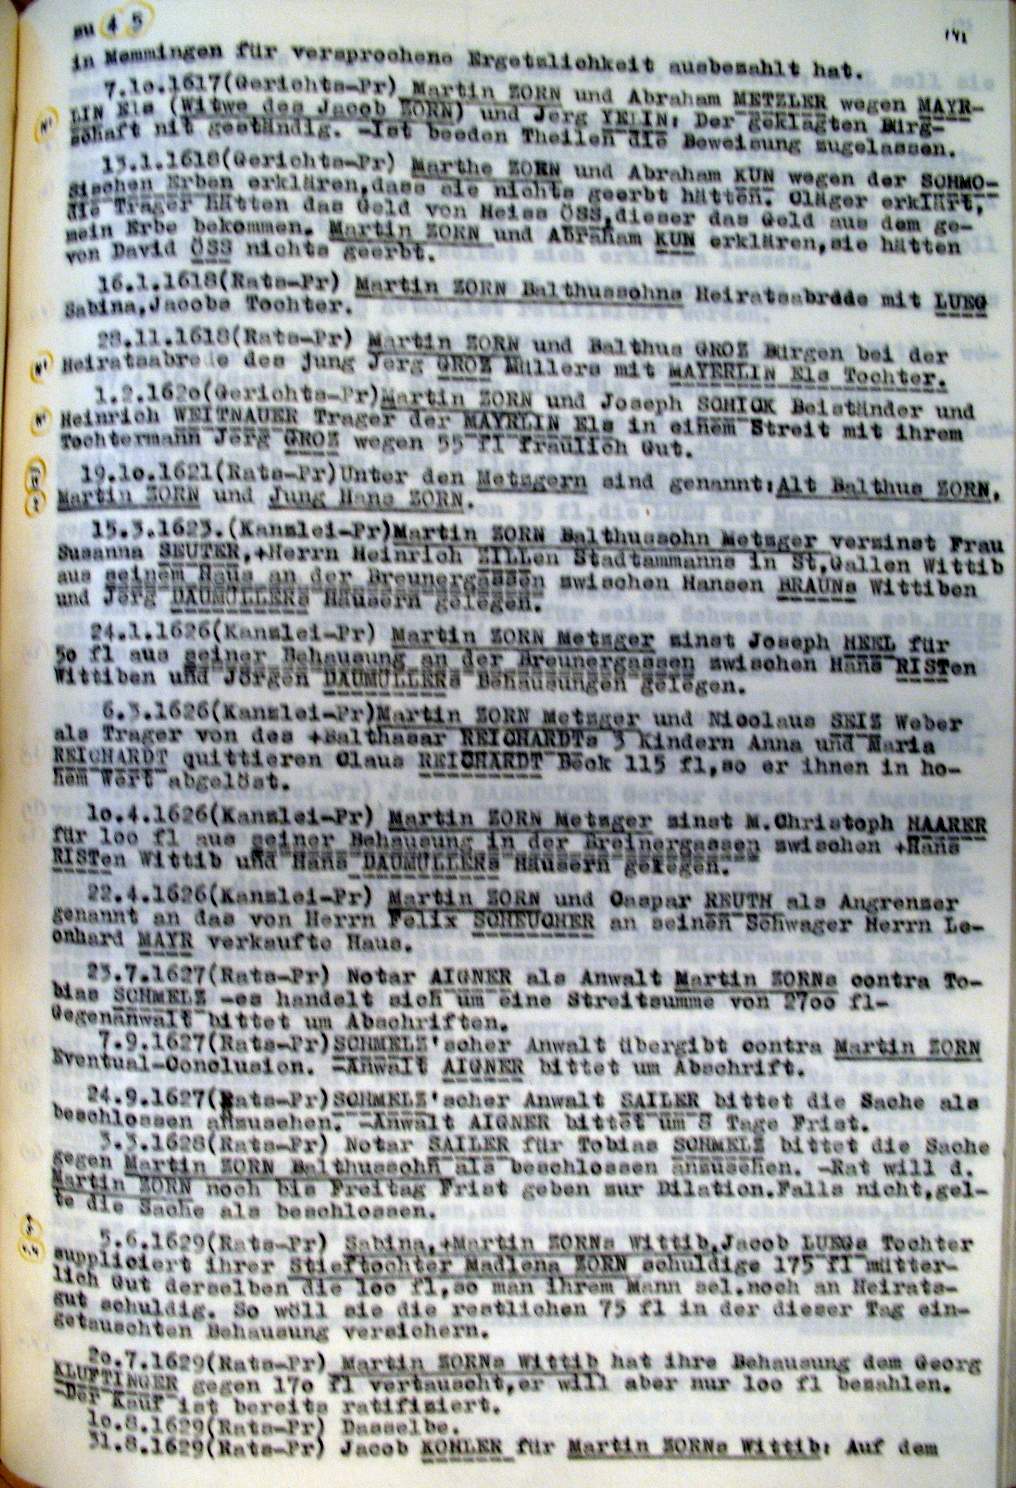 zu 4 5
141
in Memmingen für versprochene Ergetzlichkeit ausbezahlt hat.
7.10.1617(Gerichts-Pr) Martin ZORN und Abraham METZLER wegen MAYR-
LIN Els (Witwe des Jacob ZORN) und Jerg YELIN: Der geklagten Bürg-
schaft nit geständig. -Ist beeden Theilen die Beweisung zugelassen.
13.1.1618(Gerichts-Pr) Marthe ZORN und Abraham KUN wegen der SCHMO-
sischen Erben erklären,dass sie nichts geerbt hätten. Cläger erklärt,
die Trager hätten das Geld von Heiss ÖSS,dieser das Geld aus dem ge-
mein Erbe bekommen. Martin ZORN und Abraham KUN erklären,sie hätten
von David ÖSS nichts geerbt.
16.1.1618(Rats-Pr) Martin ZORN Balthussohns Heiratsabrede mit LUEG
Sabina,Jacobs Tochter.
28.11.1618(Rats-Pr) Martin ZORN und Balthus GROZ Bürgen bei der
Heiratsabrede des jung Jerg GROZ Müllers mit MAYERLIN Els Tochter.
1.2.1620(Gerichts-Pr)Martin ZORN und Joseph SCHICK Beiständer und
Heinrich WEITNAUER Trager der MAYRLIN Els in einem Streit mit ihrem
Tochtermann Jerg GROZ wegen 55 fl fraulich Gut.
19.10.1621(Rats-Pr)Unter den Metzgern sind genannt:Alt Balthus ZORN,
Martin ZORN und Jung Hans ZORN.
15.3.1623.(Kanzlei-Pr)Martin ZORN Balthussohn Metzger verzinst Frau
Susanna SEUTER,+Herrn Heinrich ZILLen Stadtammanns in St,Gallen Wittib
aus seinem Haus an der Breunergassen zwischen Hansen BRAUNs Wittiben
und Jerg DAUMÜLLERs Häusern gelegen.
24.1.1626(Kanzlei-Pr) Martin ZORN Metzger zinst Joseph HEEL für
50 fl aus seiner Behausung an der Breunergassen zwischen Hans RISTen
Wittiben und Jörgen DAUMÜLLERs Behausungen gelegen.
6.3.1626(Kanzlei-Pr)Martin ZORN Metzger und Nicolaus SEIZ Weber
als Trager von des +Balthasar REICHARDTs 3 Kindern Anna und Maria
REICHARDT quittieren Claus REICHARDT Beck 115 fl,so er ihnen in ho-
hem Wert abgelöst.
10.4.1626(Kanzlei-Pr) Martin ZORN Metzger zinst M.Christoph HAARER
für 100 fl aus seiner Behausung in der Breinergassen zwischen +Hans
RISTen Wittib und Hans DAUMÜLLERs Häusern gelegen.
22.4.1626(Kanzlei-Pr) Martin ZORN und Caspar REUTH als Angrenzer
genannt an das von Herrn Felix SCHEUCHER an seinen Schwager Herrn Le-
onhard MAYR verkaufte Haus.
23.7.1627(Rats-Pr) Notar AIGNER als Anwalt Martin ZORNs contra To-
bias SCHMELZ -es handelt sich um eine Streitsumme von 2700 fl-
Gegenanwalt bittet um Abschriften.
7.9.1627(Rats-Pr)SCHMELZ'scher Anwalt übergibt contra Martin ZORN
Eventual-Conclusion. -Anwalt AIGNER bittet um Abschrift.
24.9.1627(Rats-Pr)SCHMELZ'scher Anwalt SAILER bittet die Sache als
beschlossen anzusehen. -Anwalt AIGNER bittet um 8 Tage Frist.
3.3.1628(Rats-Pr) Notar SAILER für Tobias SCHMELZ bittet die Sache
gegen Martin ZORN Balthussohn als beschlossen anzusehen. -Rat will d.
Martin ZORN noch bis Freitag Frist geben zur Dilation.Falls nicht,gel-
te die Sache als beschlossen.
5.6.1629(Rats-Pr) Sabina,+Martin ZORNs Wittib,Jacob LUEGs Tochter
suppliciert ihrer Stieftochter Madlena ZORN schuldige 175 fl mütter-
lich Gut derselben die 100 fl,so man ihrem Mann sel.noch an Heirats-
gut schuldig. So wöll sie die restlichen 75 fl in der dieser Tag ein-
getauschten Behausung versichern.
20.7.1629(Rats-Pr) Martin ZORNs Wittib hat ihre Behausung dem Georg
KLUFTINGER gegen 170 fl vertauscht,er will aber nur 100 fl bezahlen.
-Der Kauf ist bereits ratifiziert.
10.8.1629(Rats-Pr) Dasselbe.
31.8.1629(Rats-Pr) Jacob KOHLER für Martin ZORNs Wittib: Auf dem